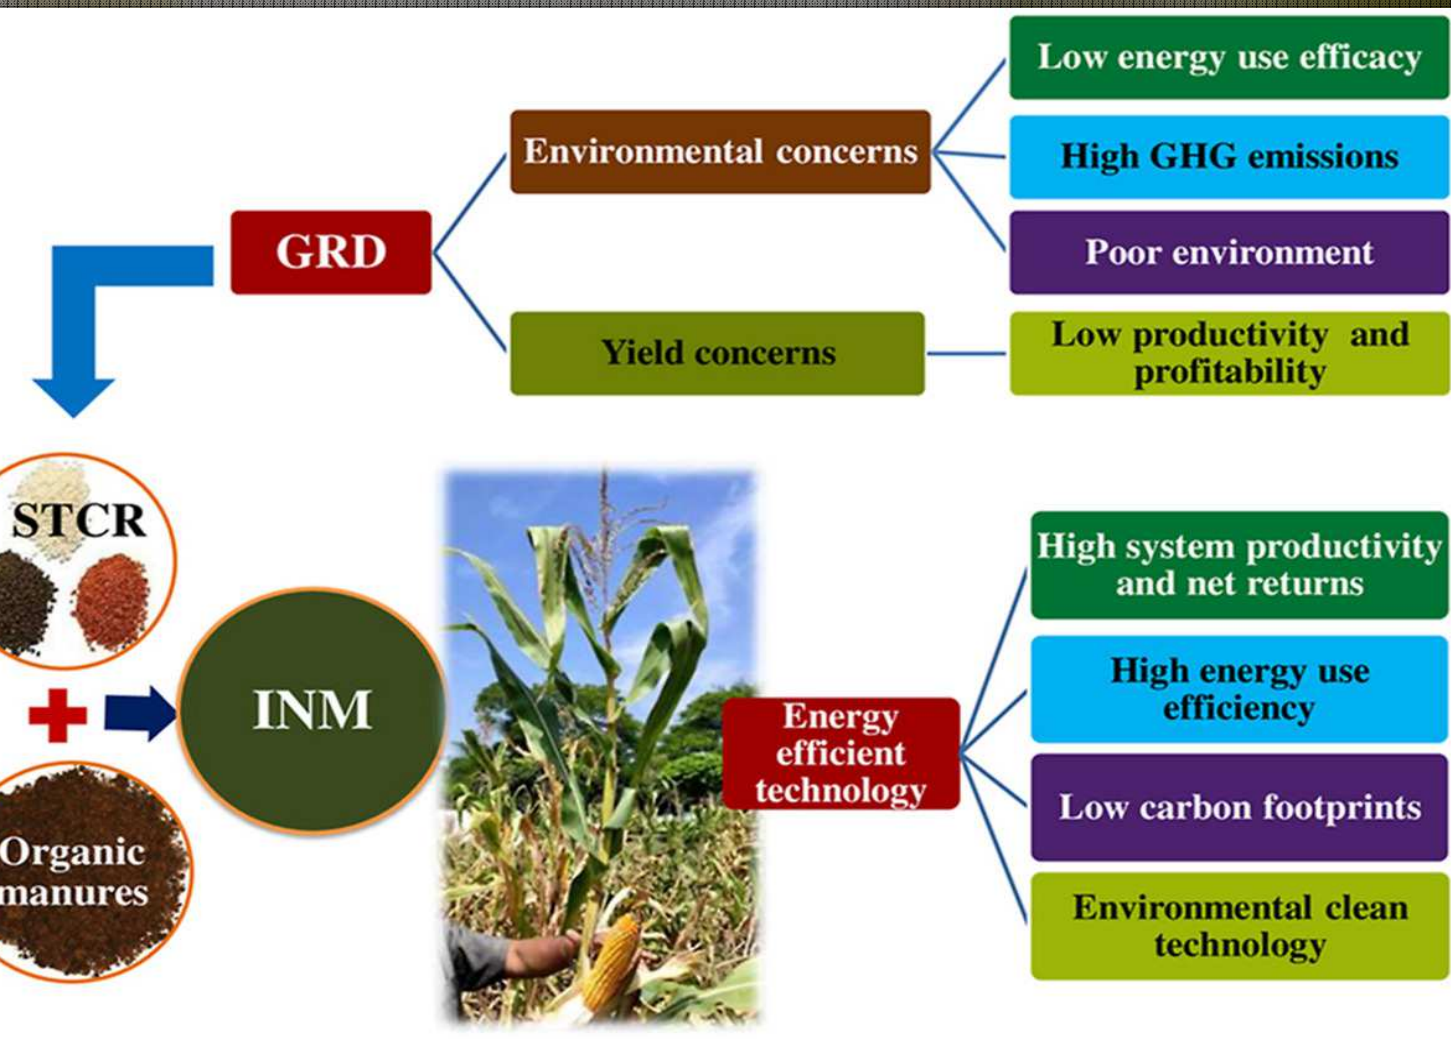 Low energy use efficacy
Environmental concerns
High GHG emissions
GRD
Poor environment
Yield concerns
Low productivity and
profitability
STCR
High system productivity
and net returns
INM
High energy use
efficiency
Energy
efficient
technology
Low carbon footprints
Organic
manures
Environmental clean
technology